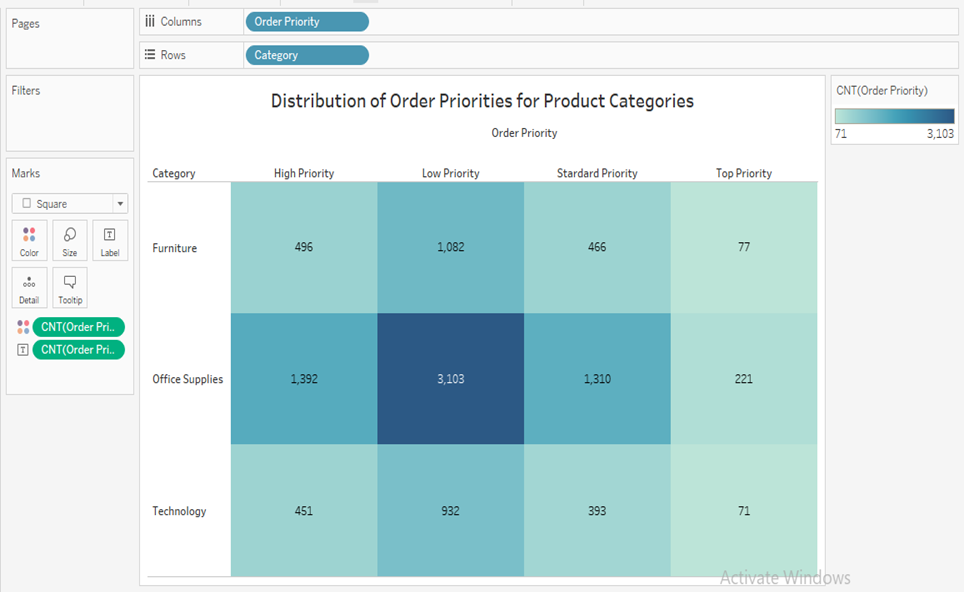 Pages
Columns
Order Priority
Rows
Category
Filters
Marks
Square
Color
Size
Label
Detail
Tooltip
CNT(Order Pri..
CNT(Order Pri..
Distribution of Order Priorities for Product Categories
Order Priority
Category High Priority Low Priority Stardard Priority Top Priority
Furniture 496 1,082 466 77
Office Supplies 1,392 3,103 1,310 221
Technology 451 932 393 71
CNT(Order Priority)
71 3,103
Activate Windows